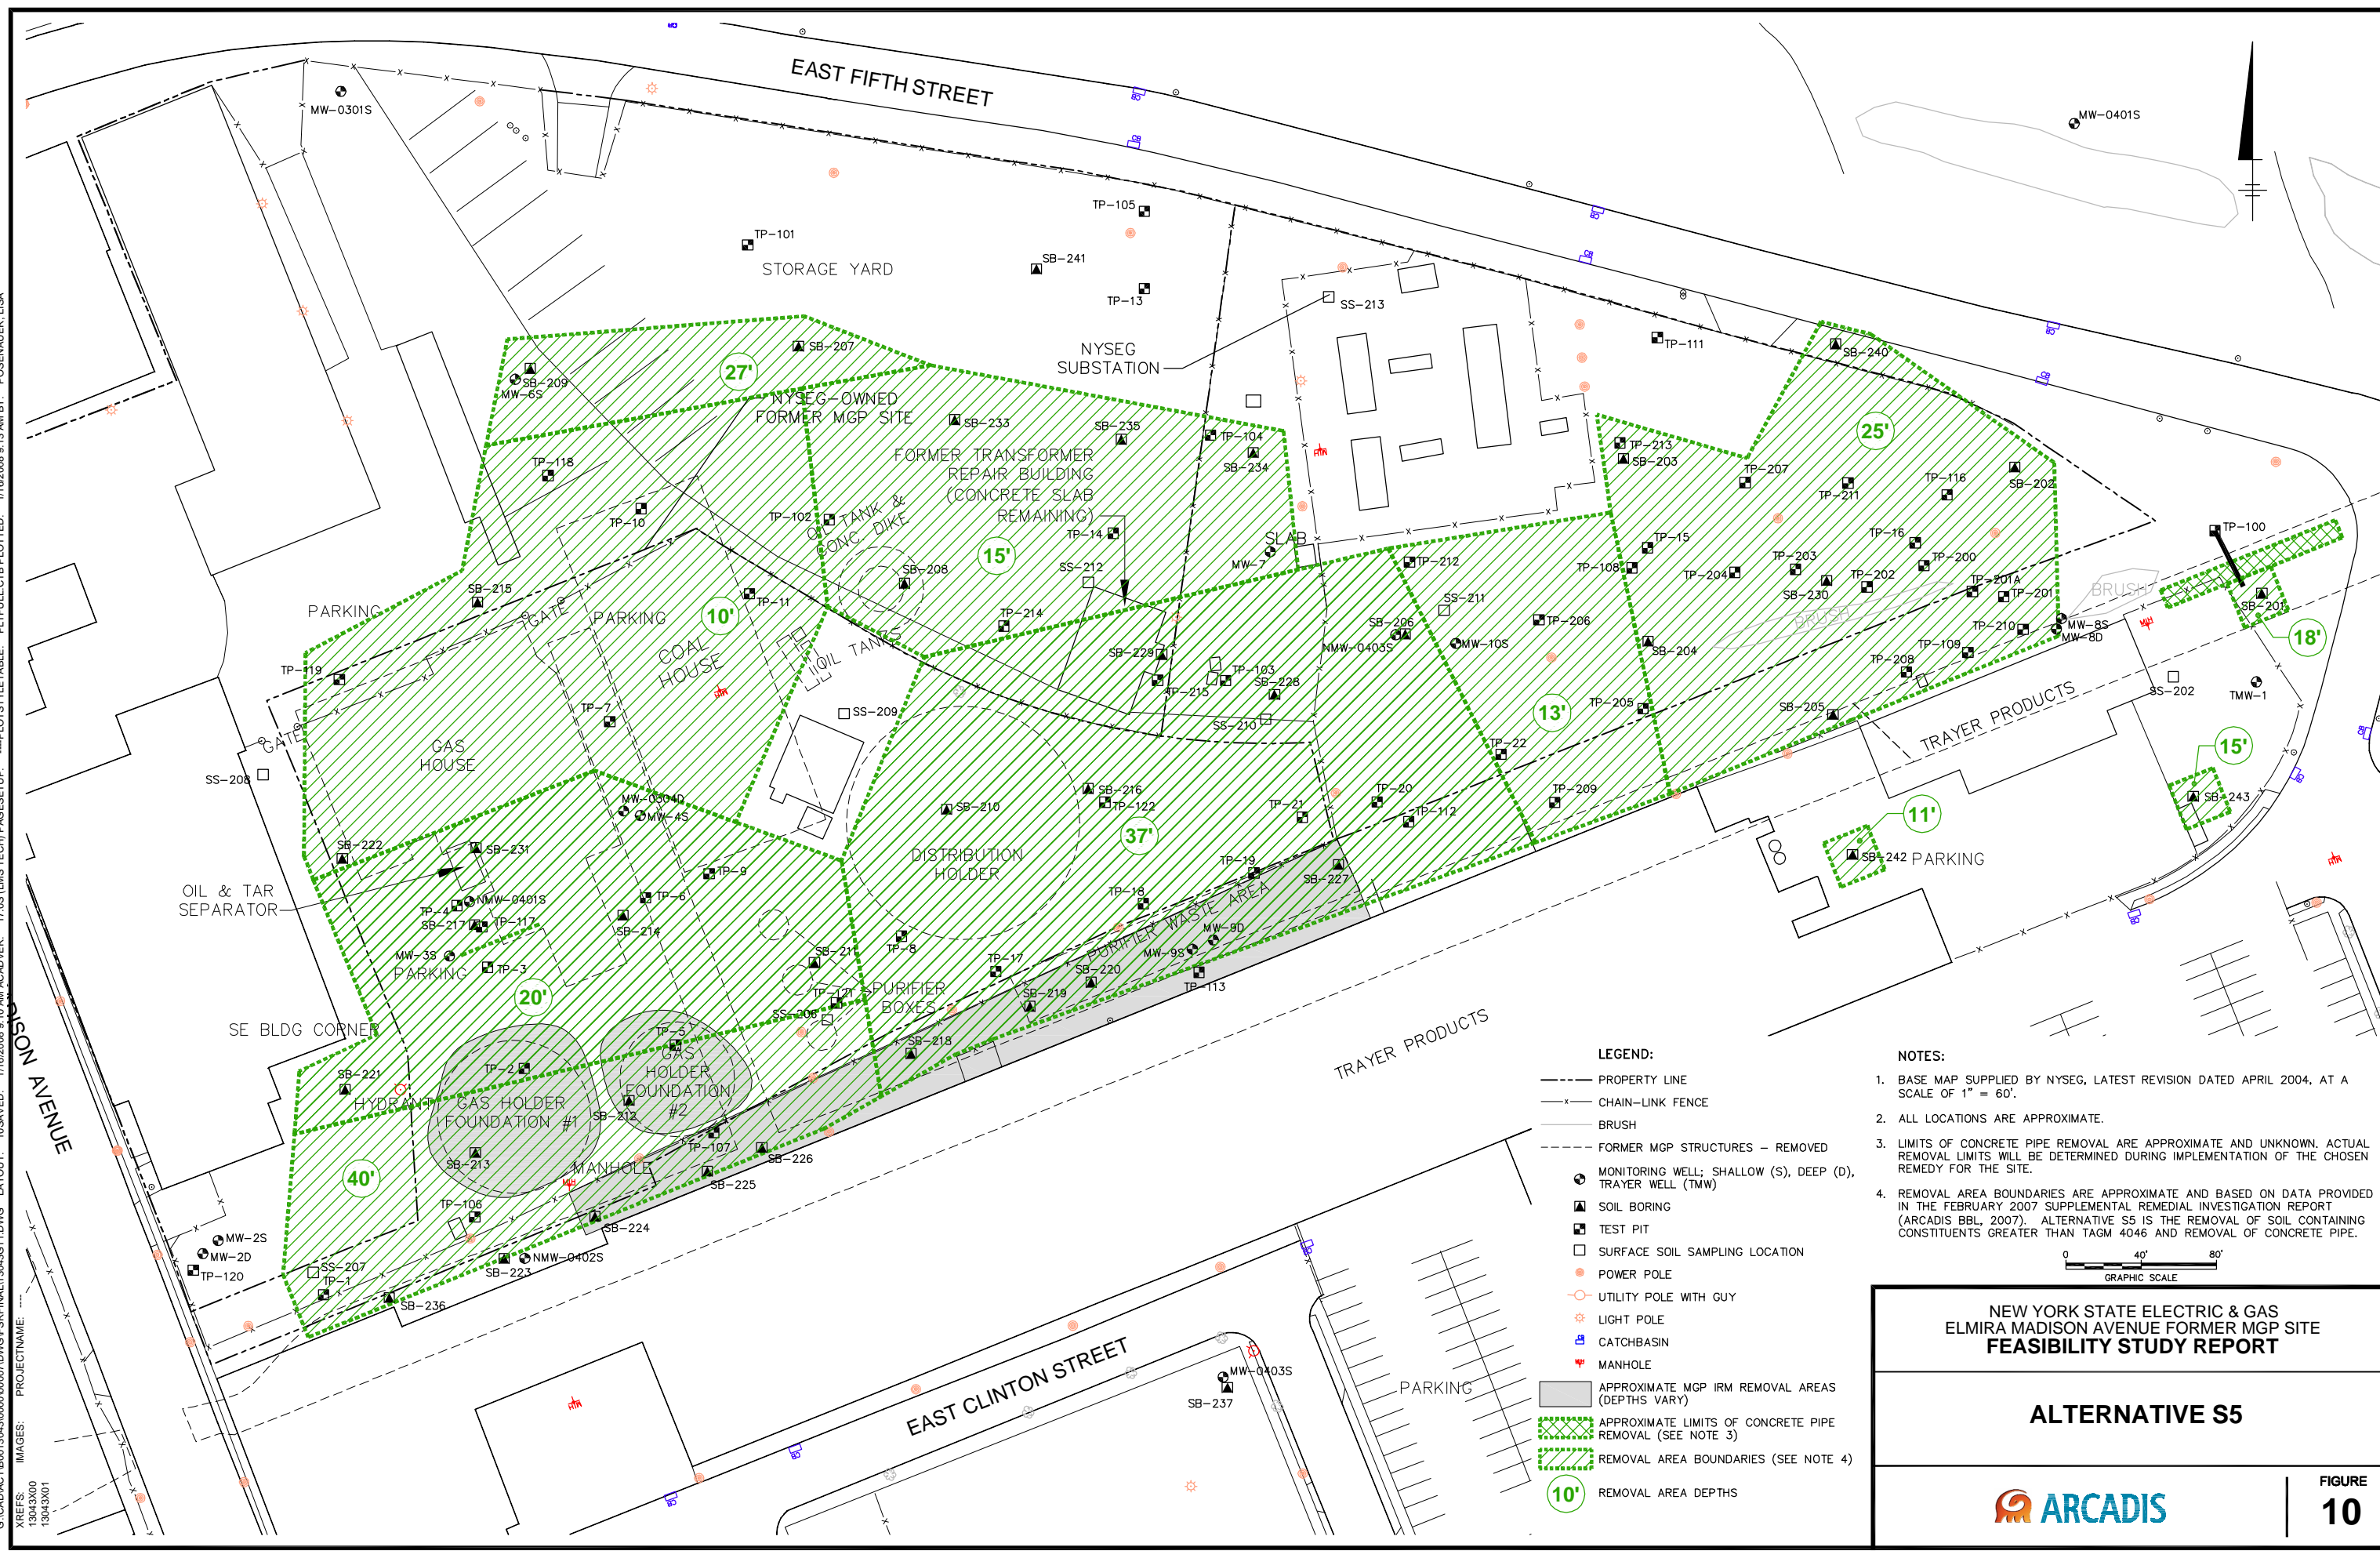 EAST FIFTH STREET
MW-0301S
MW-0401S
TP-105
TP-101
STORAGE YARD
SB-241
TP-13
SS-213
NYSEG
SUBSTATION
TP-111
SB-240
SB-207
27'
SB-209
MW-6S
NYSEG-OWNED
FORMER MGP SITE
SB-233
SB-235
TP-104
SB-234
FORMER TRANSFORMER
REPAIR BUILDING
(CONCRETE SLAB
REMAINING)
25'
TP-213
SB-203
TP-207
TP-211
TP-116
SB-202
TP-118
TP-10
TP-102
OIL TANK &
CONC. DIKE
TP-14
15'
SLAB
MW-7
TP-212
TP-15
TP-108
TP-16
TP-200
TP-203
TP-204
TP-202
SB-230
TP-201A
TP-201
TP-100
BRUSH
BRUSH
SB-201
18'
SB-208
SS-212
SB-215
PARKING
GATE
PARKING
TP-11
10'
COAL
HOUSE
OIL TANKS
TP-214
SS-211
SB-206
NMW-0403S
MW-10S
TP-206
SB-204
TP-210
MW-8S
MW-8D
TP-109
TP-208
SS-202
TMW-1
TP-119
SB-229
TP-215
TP-103
SB-228
SS-210
SS-209
TP-7
GAS
HOUSE
GATE
SS-208
13'
TP-205
SB-205
TRAYER PRODUCTS
15'
SB-243
TP-22
TP-209
TP-20
TP-112
TP-21
11'
SB-242
PARKING
MW-0304D
MW-4S
SB-210
SB-216
TP-122
37'
DISTRIBUTION
HOLDER
SB-222
SB-231
OIL & TAR
SEPARATOR
TP-4
NMW-0401S
SB-217
TP-117
TP-9
TP-6
SB-214
TP-19
SB-227
TP-18
PURIFIER WASTE AREA
MW-9D
MW-9S
TP-8
TP-17
SB-220
TP-113
SB-219
MW-3S
PARKING
TP-3
20'
SB-211
TP-121
SS-206
PURIFIER
BOXES
SE BLDG CORNER
TP-5
SB-218
GAS
HOLDER
FOUNDATION
#2
TP-2
SB-221
HYDRANT
GAS HOLDER
FOUNDATION #1
SB-212
TP-107
SB-226
SB-213
MANHOLE
SB-225
40'
TP-106
SB-224
MW-2S
MW-2D
TP-120
SS-207
TP-1
SB-223
NMW-0402S
SB-236
TRAYER PRODUCTS
EAST CLINTON STREET
MW-0403S
SB-237
PARKING
LEGEND:
PROPERTY LINE
CHAIN-LINK FENCE
BRUSH
FORMER MGP STRUCTURES - REMOVED
MONITORING WELL; SHALLOW (S), DEEP (D),
TRAYER WELL (TMW)
SOIL BORING
TEST PIT
SURFACE SOIL SAMPLING LOCATION
POWER POLE
UTILITY POLE WITH GUY
LIGHT POLE
CATCHBASIN
MANHOLE
APPROXIMATE MGP IRM REMOVAL AREAS
(DEPTHS VARY)
APPROXIMATE LIMITS OF CONCRETE PIPE
REMOVAL (SEE NOTE 3)
REMOVAL AREA BOUNDARIES (SEE NOTE 4)
10' REMOVAL AREA DEPTHS
NOTES:
1. BASE MAP SUPPLIED BY NYSEG, LATEST REVISION DATED APRIL 2004, AT A
SCALE OF 1" = 60'.
2. ALL LOCATIONS ARE APPROXIMATE.
3. LIMITS OF CONCRETE PIPE REMOVAL ARE APPROXIMATE AND UNKNOWN. ACTUAL
REMOVAL LIMITS WILL BE DETERMINED DURING IMPLEMENTATION OF THE CHOSEN
REMEDY FOR THE SITE.
4. REMOVAL AREA BOUNDARIES ARE APPROXIMATE AND BASED ON DATA PROVIDED
IN THE FEBRUARY 2007 SUPPLEMENTAL REMEDIAL INVESTIGATION REPORT
(ARCADIS BBL, 2007). ALTERNATIVE S5 IS THE REMOVAL OF SOIL CONTAINING
CONSTITUENTS GREATER THAN TAGM 4046 AND REMOVAL OF CONCRETE PIPE.
0 40' 80'
GRAPHIC SCALE
NEW YORK STATE ELECTRIC & GAS
ELMIRA MADISON AVENUE FORMER MGP SITE
FEASIBILITY STUDY REPORT
ALTERNATIVE S5
ARCADIS
FIGURE
10
XREFS: IMAGES: PROJECTNAME: ----
13043X00
13043X01